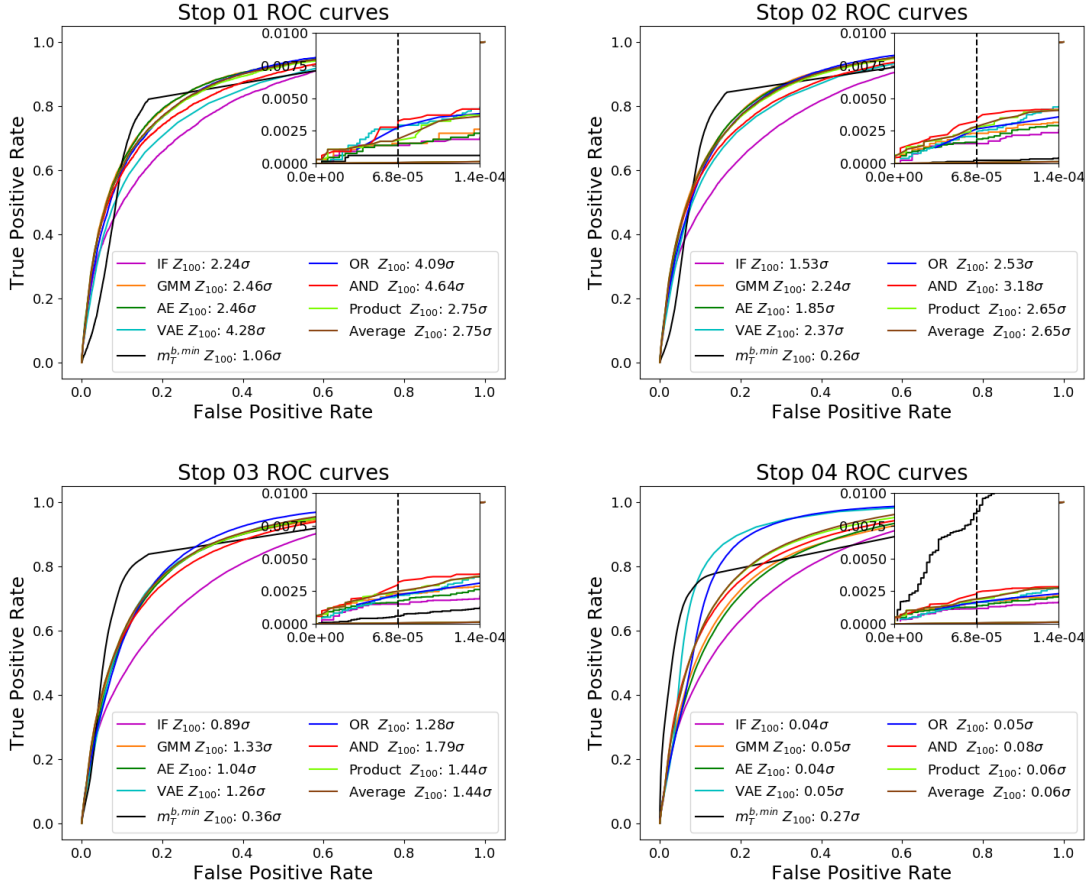 Stop 01 ROC curves
True Positive Rate
1.0
0.8
0.6
0.4
0.2
0.0
0.0100
0.0075
0.0050
0.0025
0.0000
0.0e+00 6.8e-05 1.4e-04
IF Z100: 2.24σ
GMM Z100: 2.46σ
AE Z100: 2.46σ
VAE Z100: 4.28σ
m_T^{b,min} Z100: 1.06σ
OR Z100: 4.09σ
AND Z100: 4.64σ
Product Z100: 2.75σ
Average Z100: 2.75σ
0.0 0.2 0.4 0.6 0.8 1.0
False Positive Rate
Stop 02 ROC curves
True Positive Rate
1.0
0.8
0.6
0.4
0.2
0.0
0.0100
0.0075
0.0050
0.0025
0.0000
0.0e+00 6.8e-05 1.4e-04
IF Z100: 1.53σ
GMM Z100: 2.24σ
AE Z100: 1.85σ
VAE Z100: 2.37σ
m_T^{b,min} Z100: 0.26σ
OR Z100: 2.53σ
AND Z100: 3.18σ
Product Z100: 2.65σ
Average Z100: 2.65σ
0.0 0.2 0.4 0.6 0.8 1.0
False Positive Rate
Stop 03 ROC curves
True Positive Rate
1.0
0.8
0.6
0.4
0.2
0.0
0.0100
0.0075
0.0050
0.0025
0.0000
0.0e+00 6.8e-05 1.4e-04
IF Z100: 0.89σ
GMM Z100: 1.33σ
AE Z100: 1.04σ
VAE Z100: 1.26σ
m_T^{b,min} Z100: 0.36σ
OR Z100: 1.28σ
AND Z100: 1.79σ
Product Z100: 1.44σ
Average Z100: 1.44σ
0.0 0.2 0.4 0.6 0.8 1.0
False Positive Rate
Stop 04 ROC curves
True Positive Rate
1.0
0.8
0.6
0.4
0.2
0.0
0.0100
0.0075
0.0050
0.0025
0.0000
0.0e+00 6.8e-05 1.4e-04
IF Z100: 0.04σ
GMM Z100: 0.05σ
AE Z100: 0.04σ
VAE Z100: 0.05σ
m_T^{b,min} Z100: 0.27σ
OR Z100: 0.05σ
AND Z100: 0.08σ
Product Z100: 0.06σ
Average Z100: 0.06σ
0.0 0.2 0.4 0.6 0.8 1.0
False Positive Rate